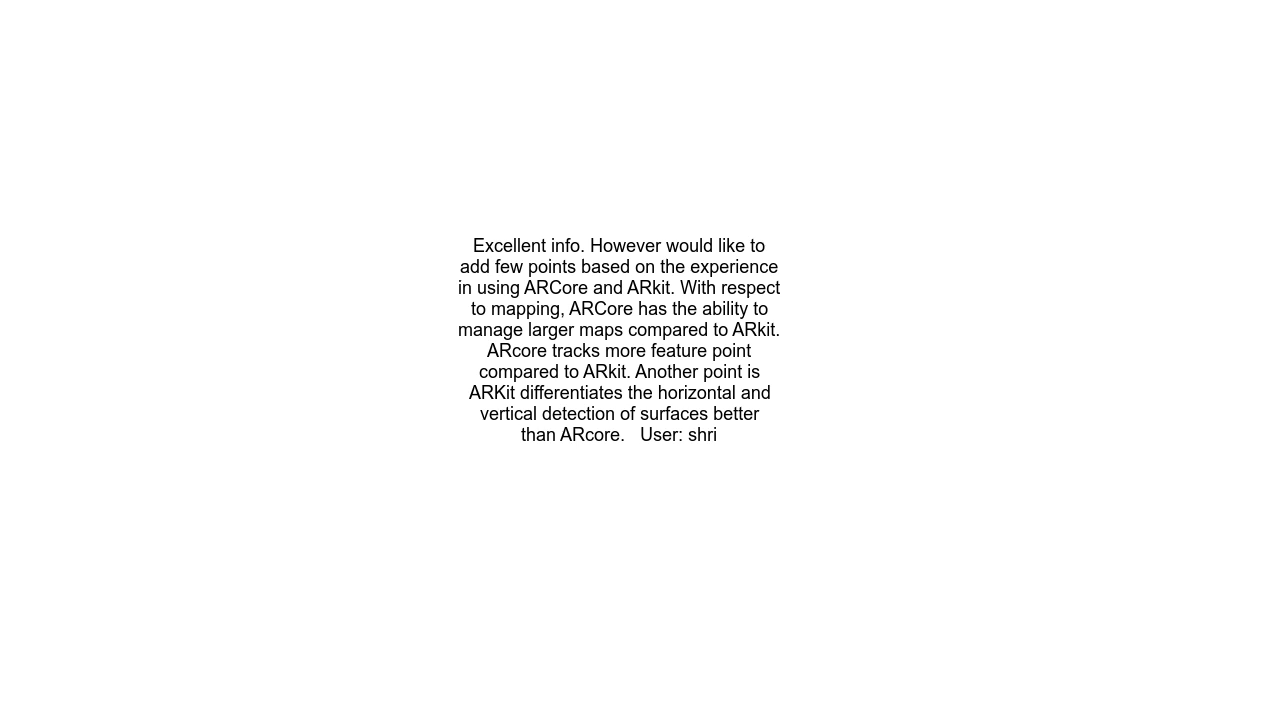 Excellent info. However would like to
add few points based on the experience
in using ARCore and ARkit. With respect
to mapping, ARCore has the ability to
manage larger maps compared to ARkit.
ARcore tracks more feature point
compared to ARkit. Another point is
ARKit differentiates the horizontal and
vertical detection of surfaces better
than ARcore.   User: shri